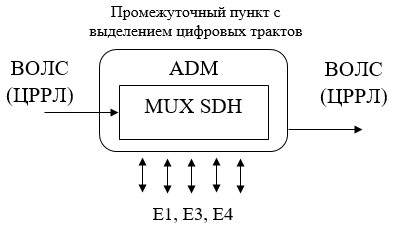 Промежуточный пункт с
выделением цифровых трактов
ВОЛС
(ЦРРЛ)
ADM
MUX SDH
ВОЛС
(ЦРРЛ)
E1, E3, E4